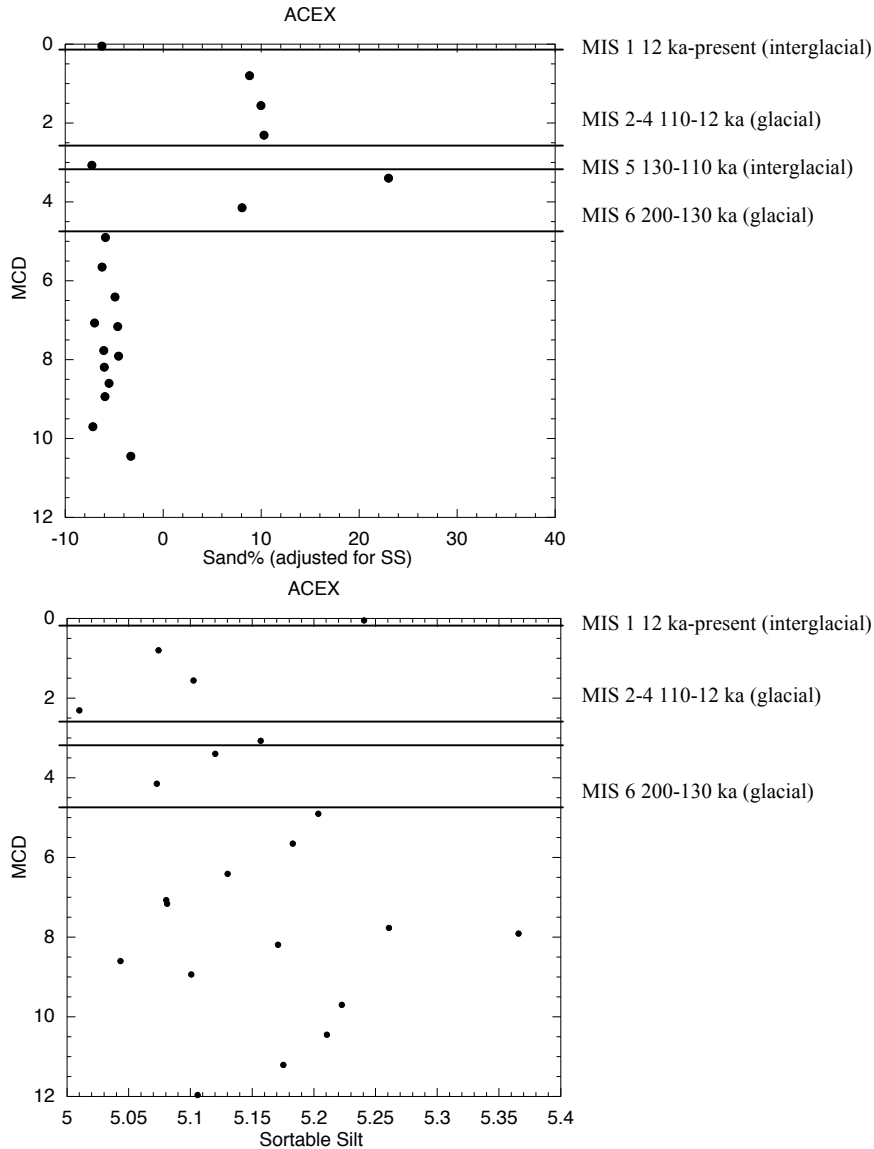 ACEX
0
MIS 1 12 ka-present (interglacial)
2
MIS 2-4 110-12 ka (glacial)
MIS 5 130-110 ka (interglacial)
4
MIS 6 200-130 ka (glacial)
MCD
6
8
10
12
-10 0 10 20 30 40
Sand% (adjusted for SS)
ACEX
0
MIS 1 12 ka-present (interglacial)
2
MIS 2-4 110-12 ka (glacial)
4
MIS 6 200-130 ka (glacial)
MCD
6
8
10
12
5 5.05 5.1 5.15 5.2 5.25 5.3 5.35 5.4
Sortable Silt